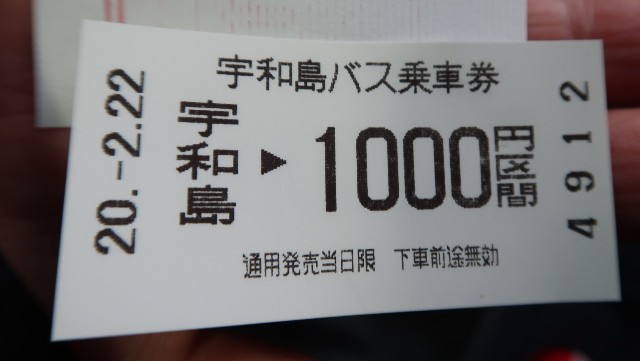 宇和島バス乗車券
20.-2.22
宇和島 ▶ 1000円区間
4912
通用発売当日限 下車前途無効